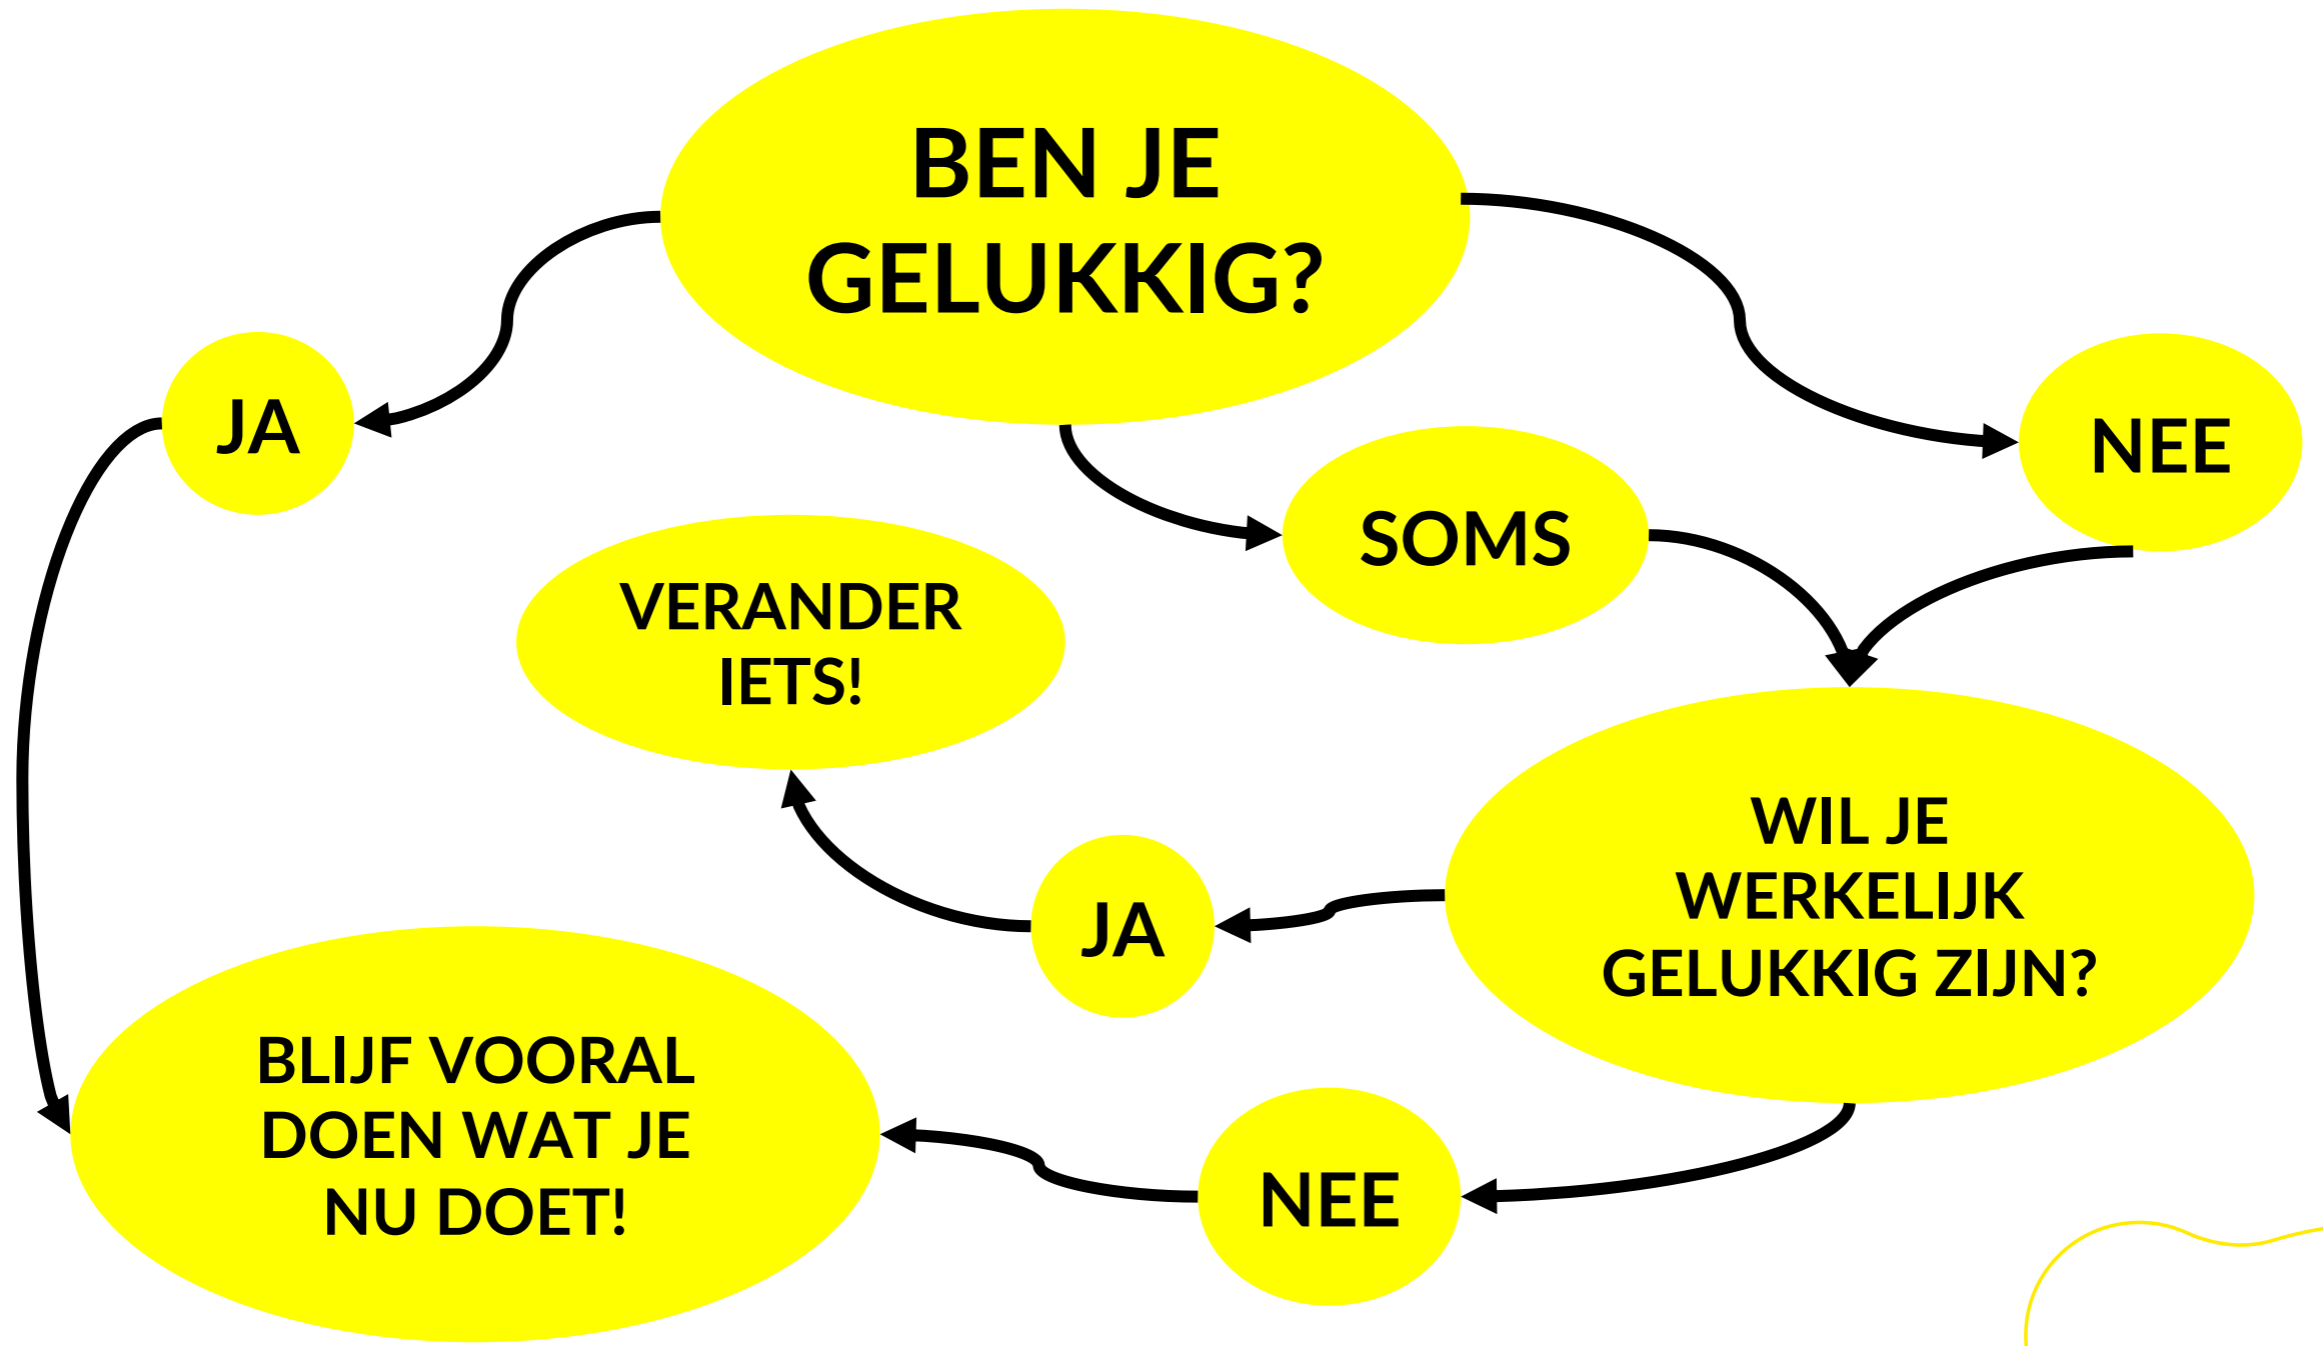 BEN JE
GELUKKIG?
JA
NEE
SOMS
VERANDER
IETS!
WIL JE
WERKELIJK
GELUKKIG ZIJN?
JA
BLIJF VOORAL
DOEN WAT JE
NU DOET!
NEE